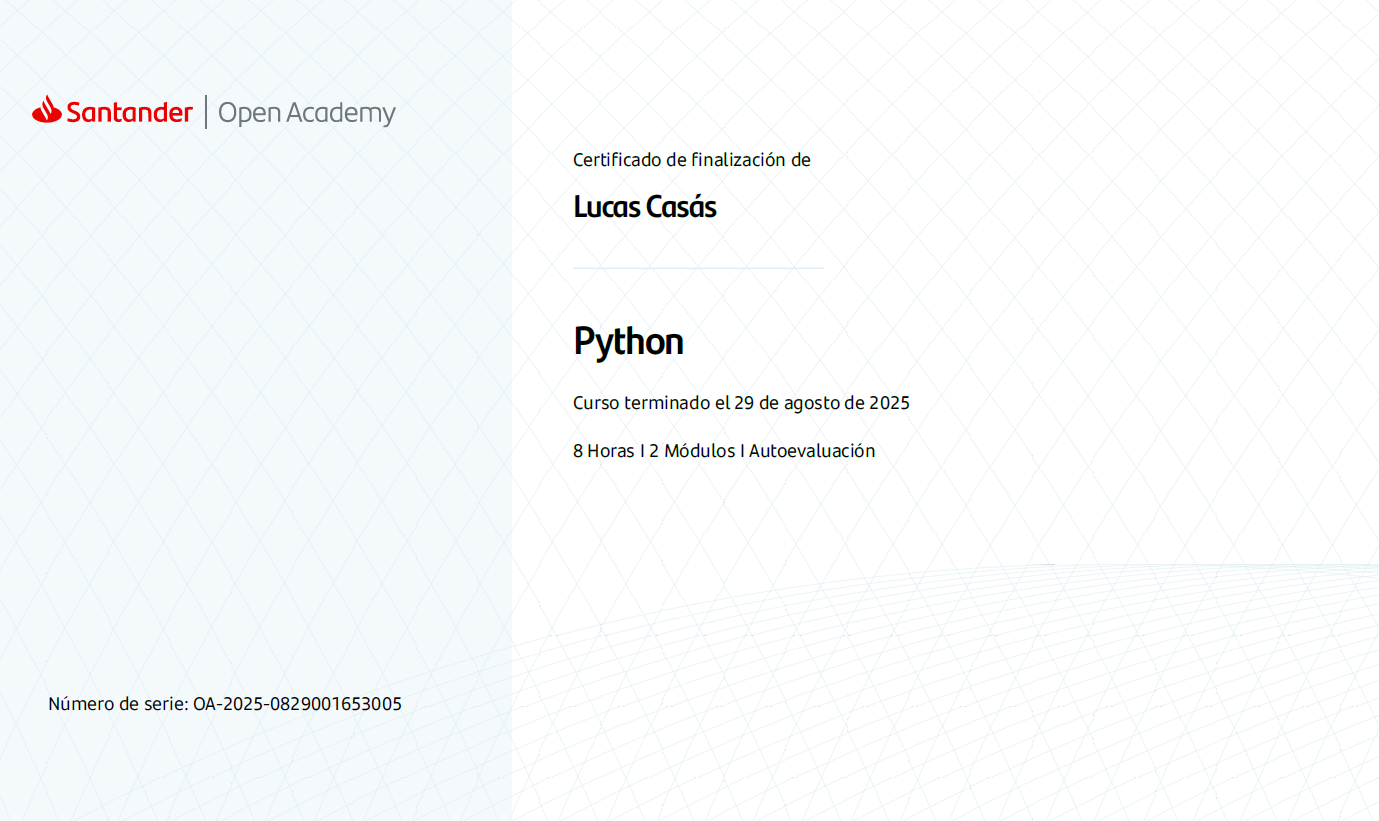 Santander | Open Academy
Certificado de finalización de
Lucas Casás
Python
Curso terminado el 29 de agosto de 2025
8 Horas I 2 Módulos I Autoevaluación
Número de serie: OA-2025-0829001653005